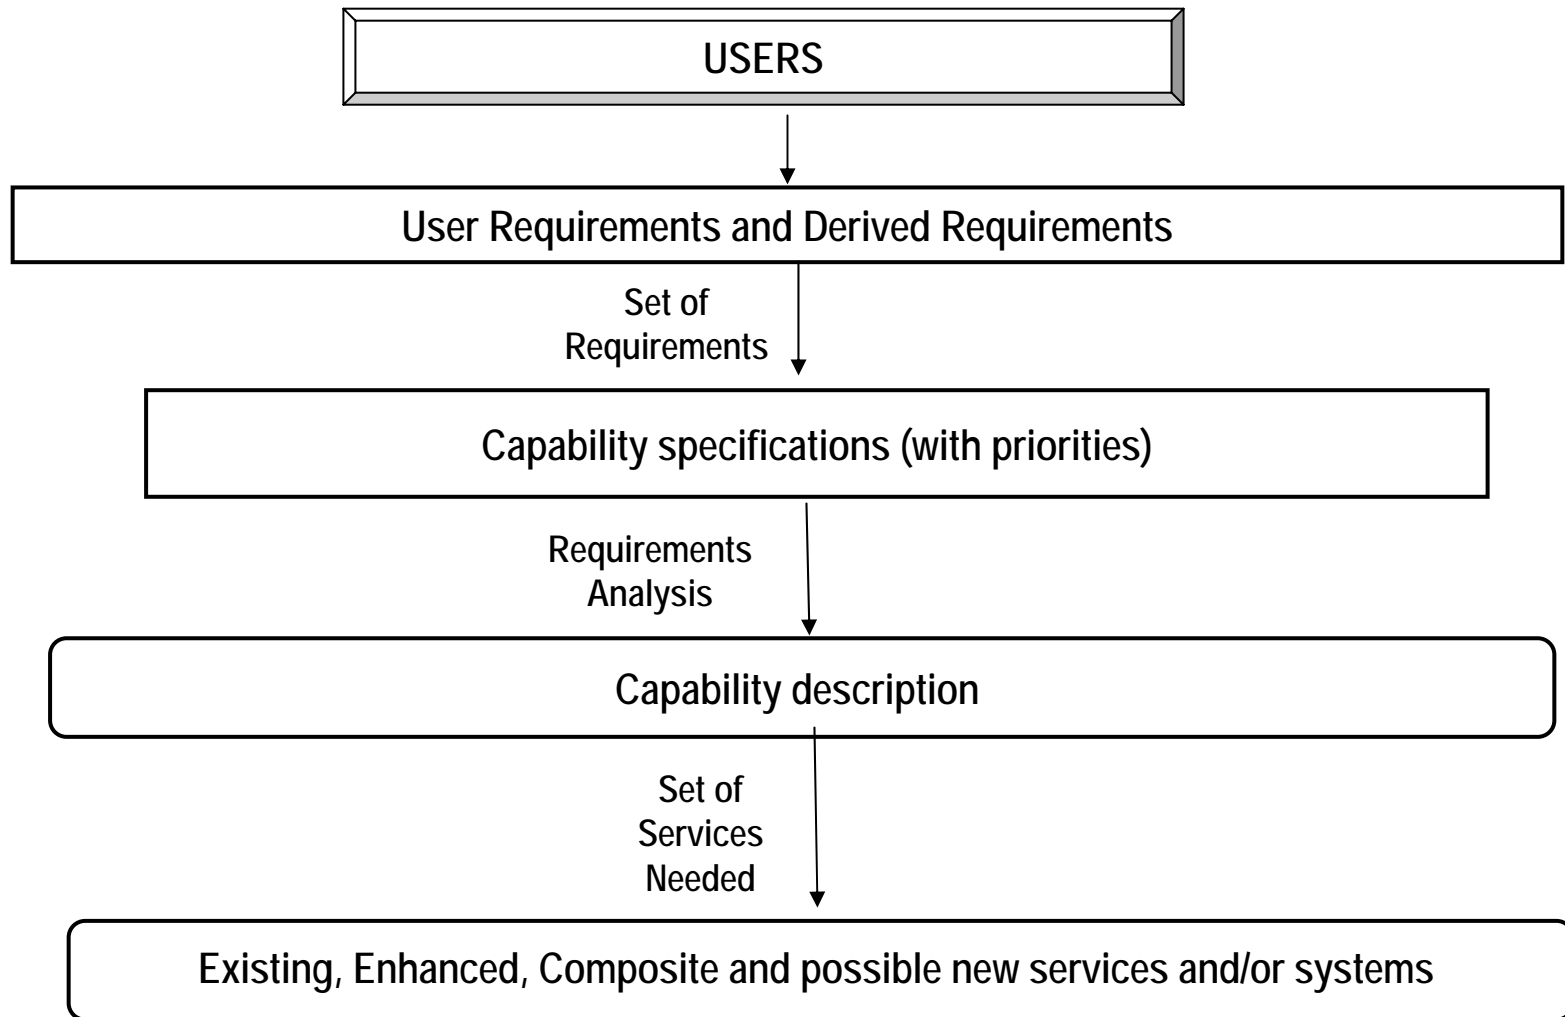 USERS
User Requirements and Derived Requirements
Set of
Requirements
Capability specifications (with priorities)
Requirements
Analysis
Capability description
Set of
Services
Needed
Existing, Enhanced, Composite and possible new services and/or systems